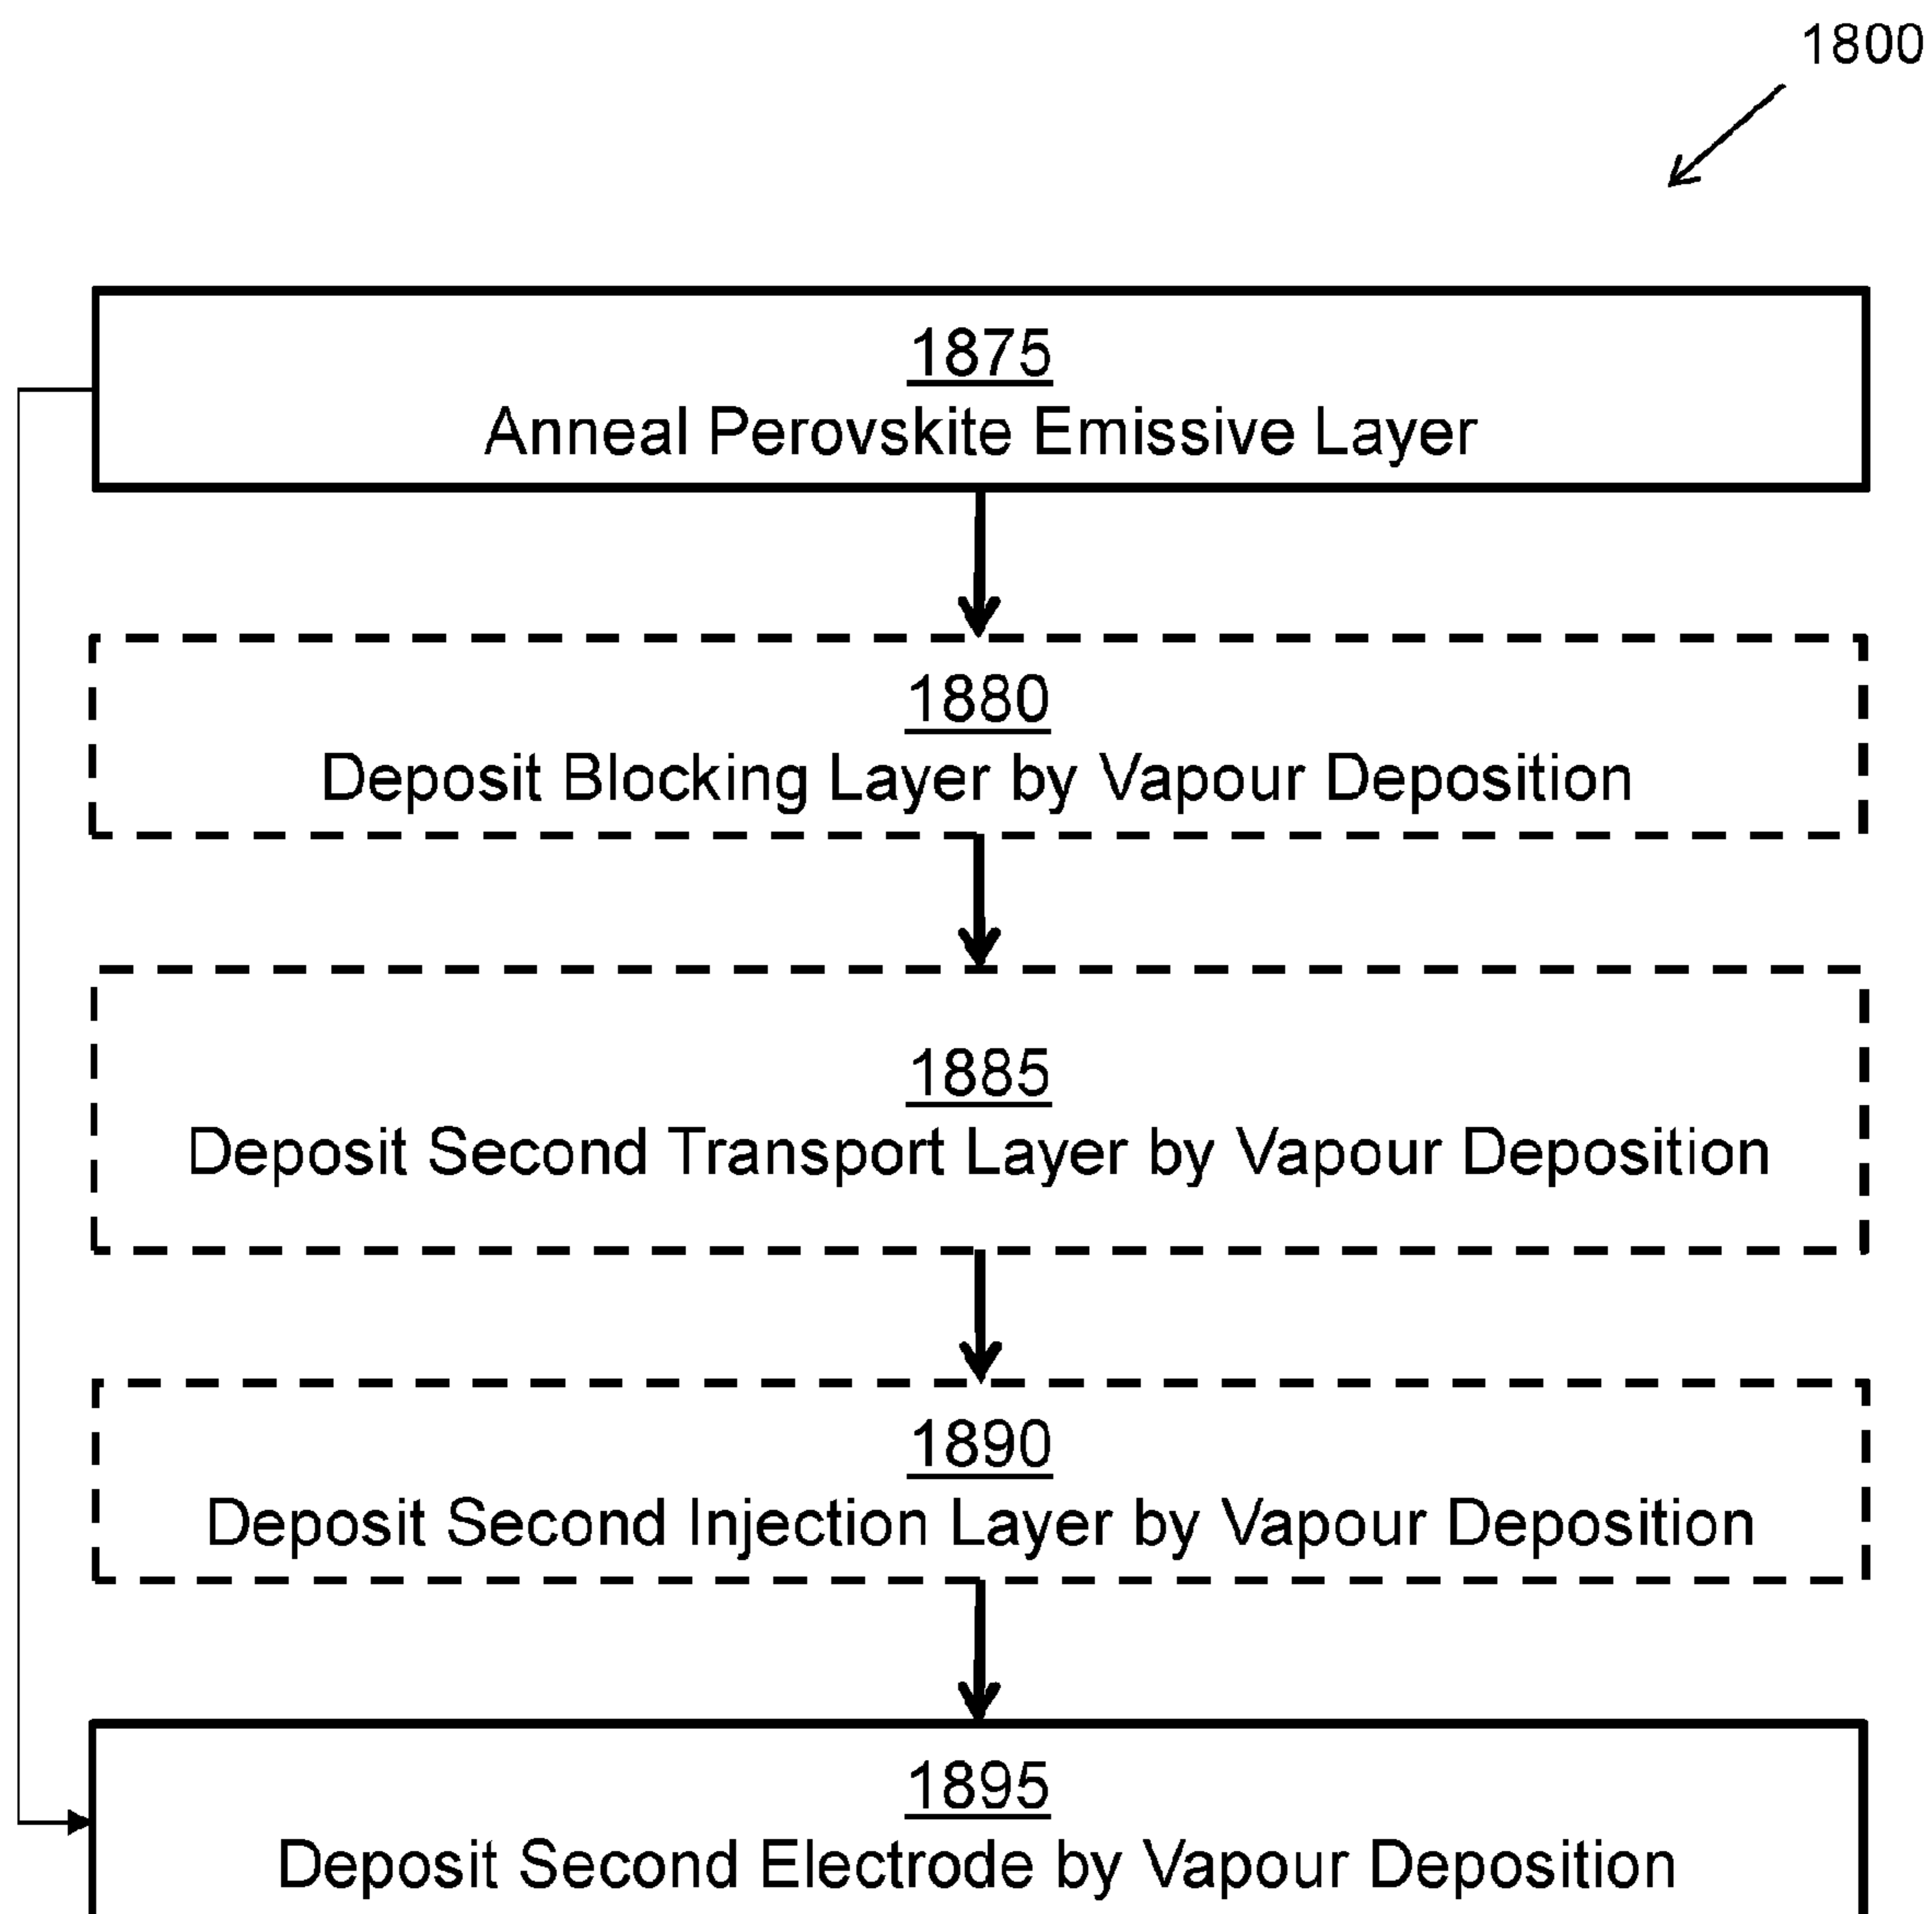 1800
1875
Anneal Perovskite Emissive Layer
1880
Deposit Blocking Layer by Vapour Deposition
1885
Deposit Second Transport Layer by Vapour Deposition
1890
Deposit Second Injection Layer by Vapour Deposition
1895
Deposit Second Electrode by Vapour Deposition